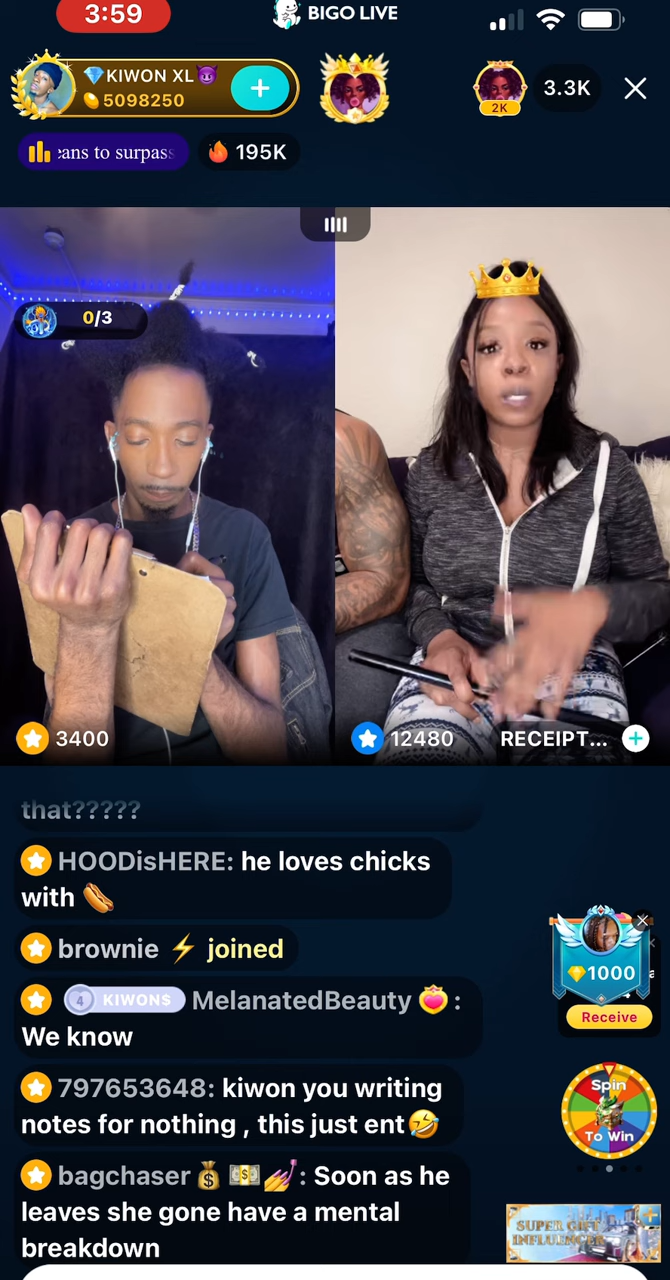 3:59
BIGO LIVE
💎KIWON XL😈
5098250
2K
3.3K
eans to surpass
195K
0/3
3400
12480
RECEIPT...
that?????
HOODisHERE: he loves chicks
with 🌭
brownie ⚡ joined
4 KIWON$ MelanatedBeauty 🍑 :
We know
1000
Receive
797653648: kiwon you writing
notes for nothing , this just ent🤣
Spin
To Win
bagchaser 💰 💵 💅 : Soon as he
leaves she gone have a mental
breakdown
SUPER GIFT
INFLUENCER